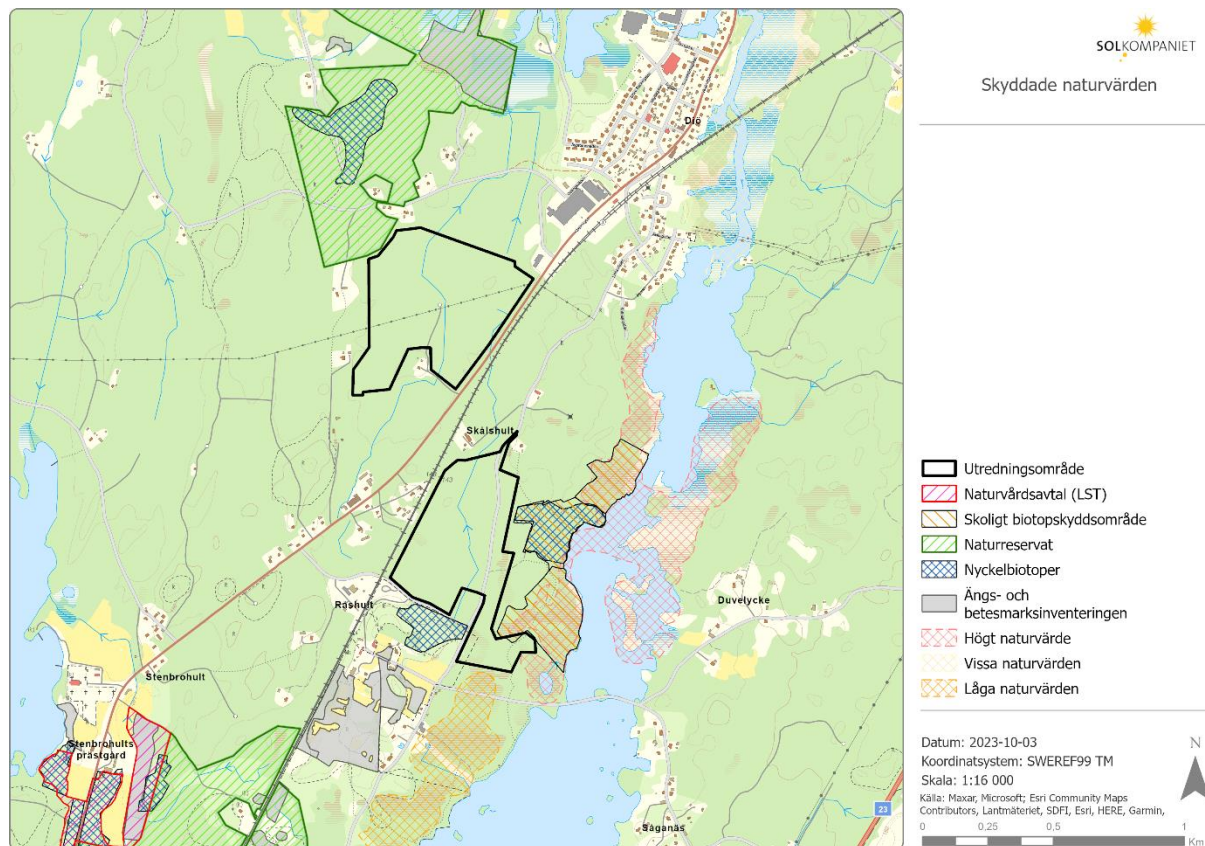 Diö
Skålshult
Råshult
Duvelycke
Stenbrohult
Stenbrohults
prästgård
Såganäs
23
SOLKOMPANIET
Skyddade naturvärden
Utredningsområde
Naturvårdsavtal (LST)
Skoligt biotopskyddsområde
Naturreservat
Nyckelbiotoper
Ängs- och
betesmarksinventeringen
Högt naturvärde
Vissa naturvärden
Låga naturvärden
Datum: 2023-10-03
Koordinatsystem: SWEREF99 TM
Skala: 1:16 000
Källa: Maxar, Microsoft; Esri Community Maps
Contributors, Lantmäteriet, SDFI, Esri, HERE, Garmin,
N
0 0,25 0,5 1
Km